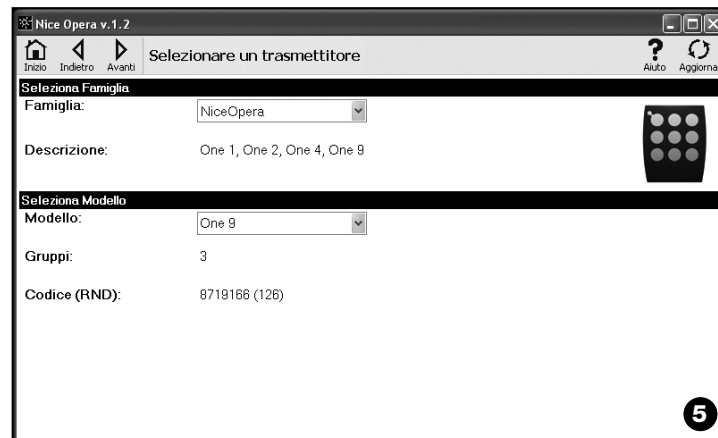 Nice Opera v.1.2
Inizio Indietro Avanti Selezionare un trasmettitore Aiuto Aggiorna
Seleziona Famiglia
Famiglia: NiceOpera
Descrizione: One 1, One 2, One 4, One 9
Seleziona Modello
Modello: One 9
Gruppi: 3
Codice (RND): 8719166 (126)
5